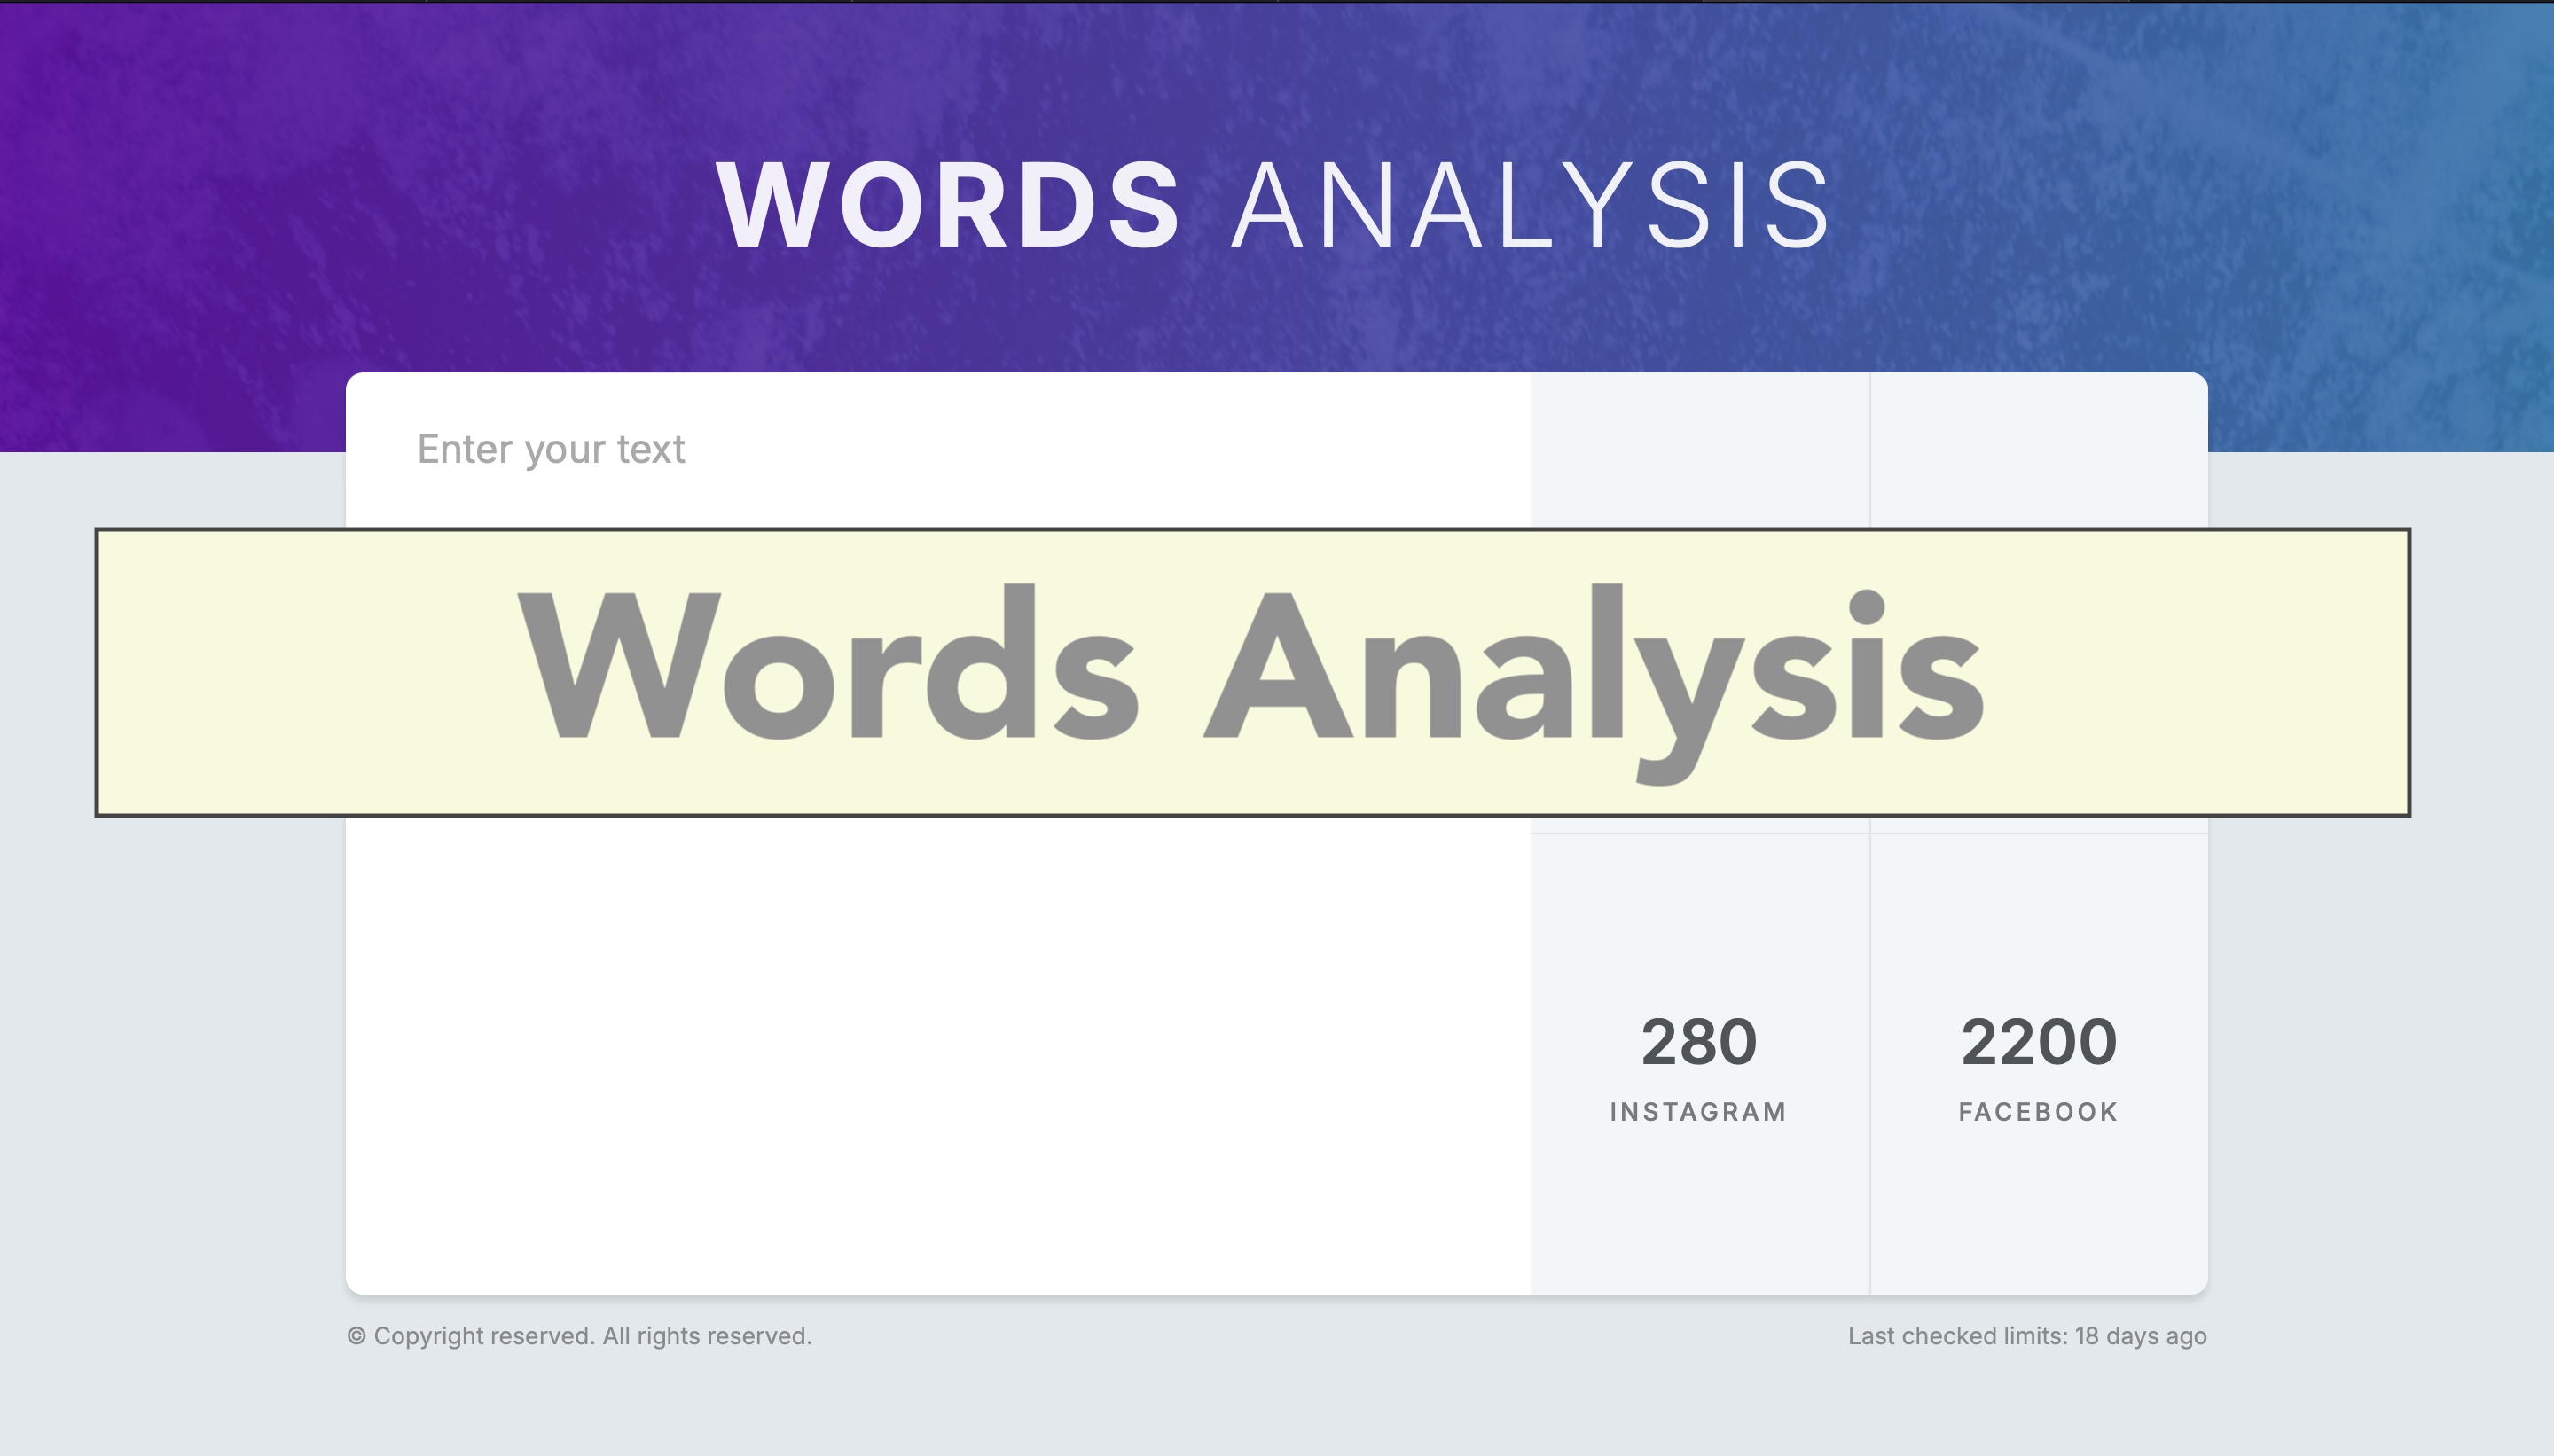 WORDS ANALYSIS
Enter your text
Words Analysis
280
INSTAGRAM
2200
FACEBOOK
© Copyright reserved. All rights reserved.
Last checked limits: 18 days ago